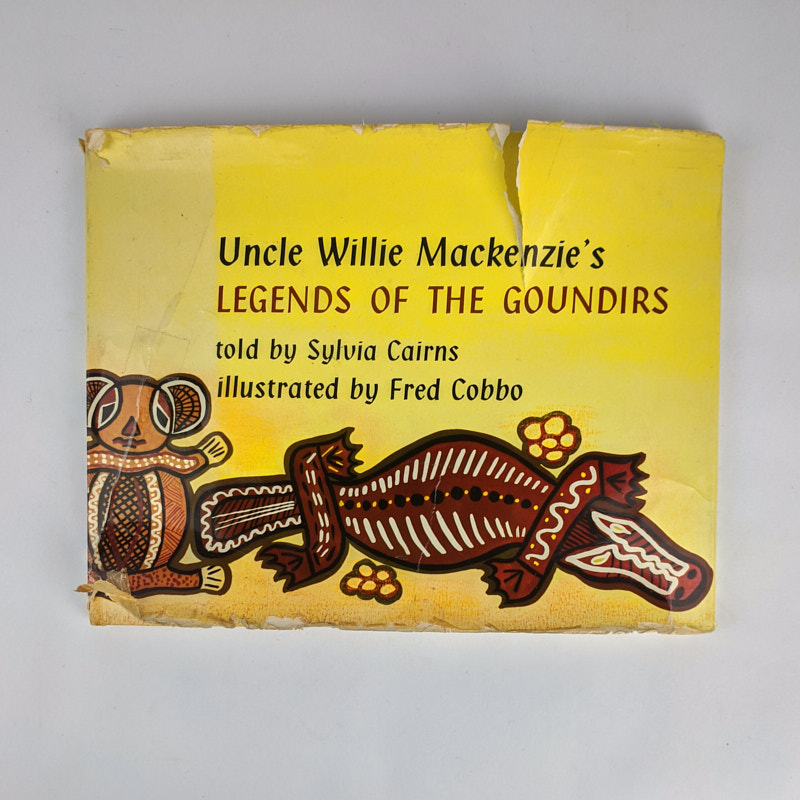 Uncle Willie Mackenzie's
LEGENDS OF THE GOUNDIRS
told by Sylvia Cairns
illustrated by Fred Cobbo